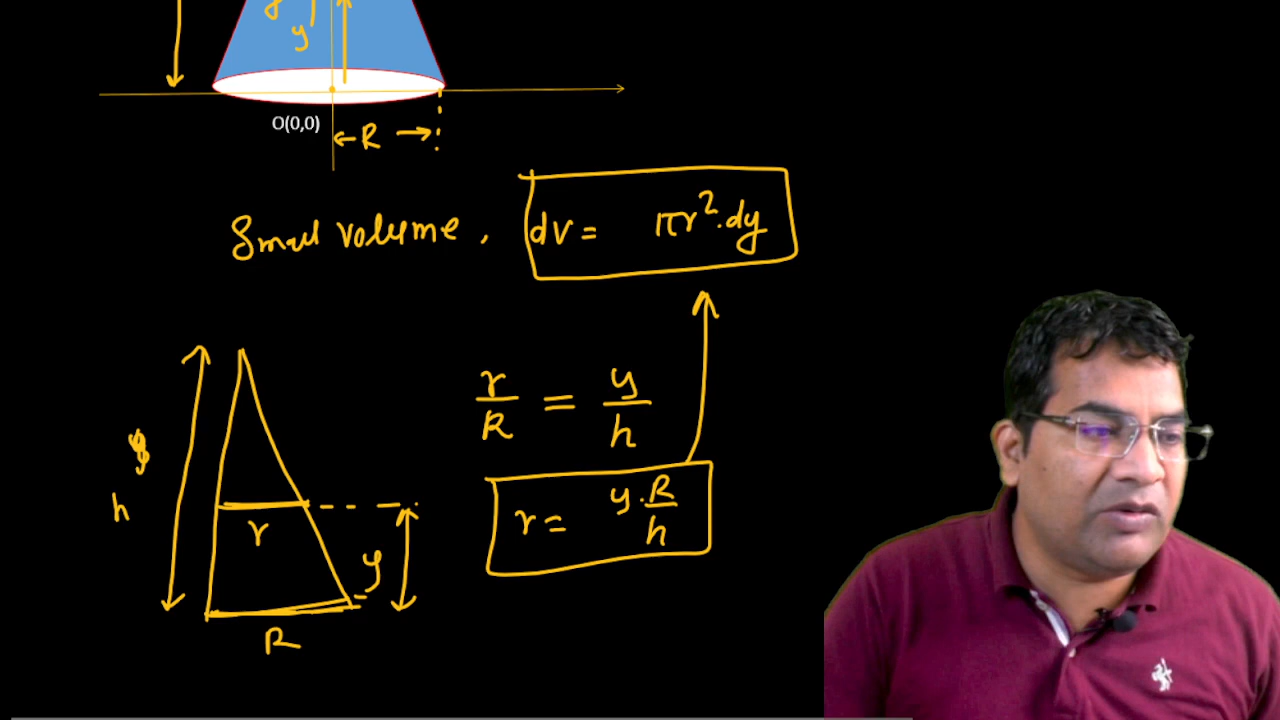 y
O(0,0)
R
Small volume, dv = πr².dy
r/R = y/h
h
r = y.R/h
r
y
R